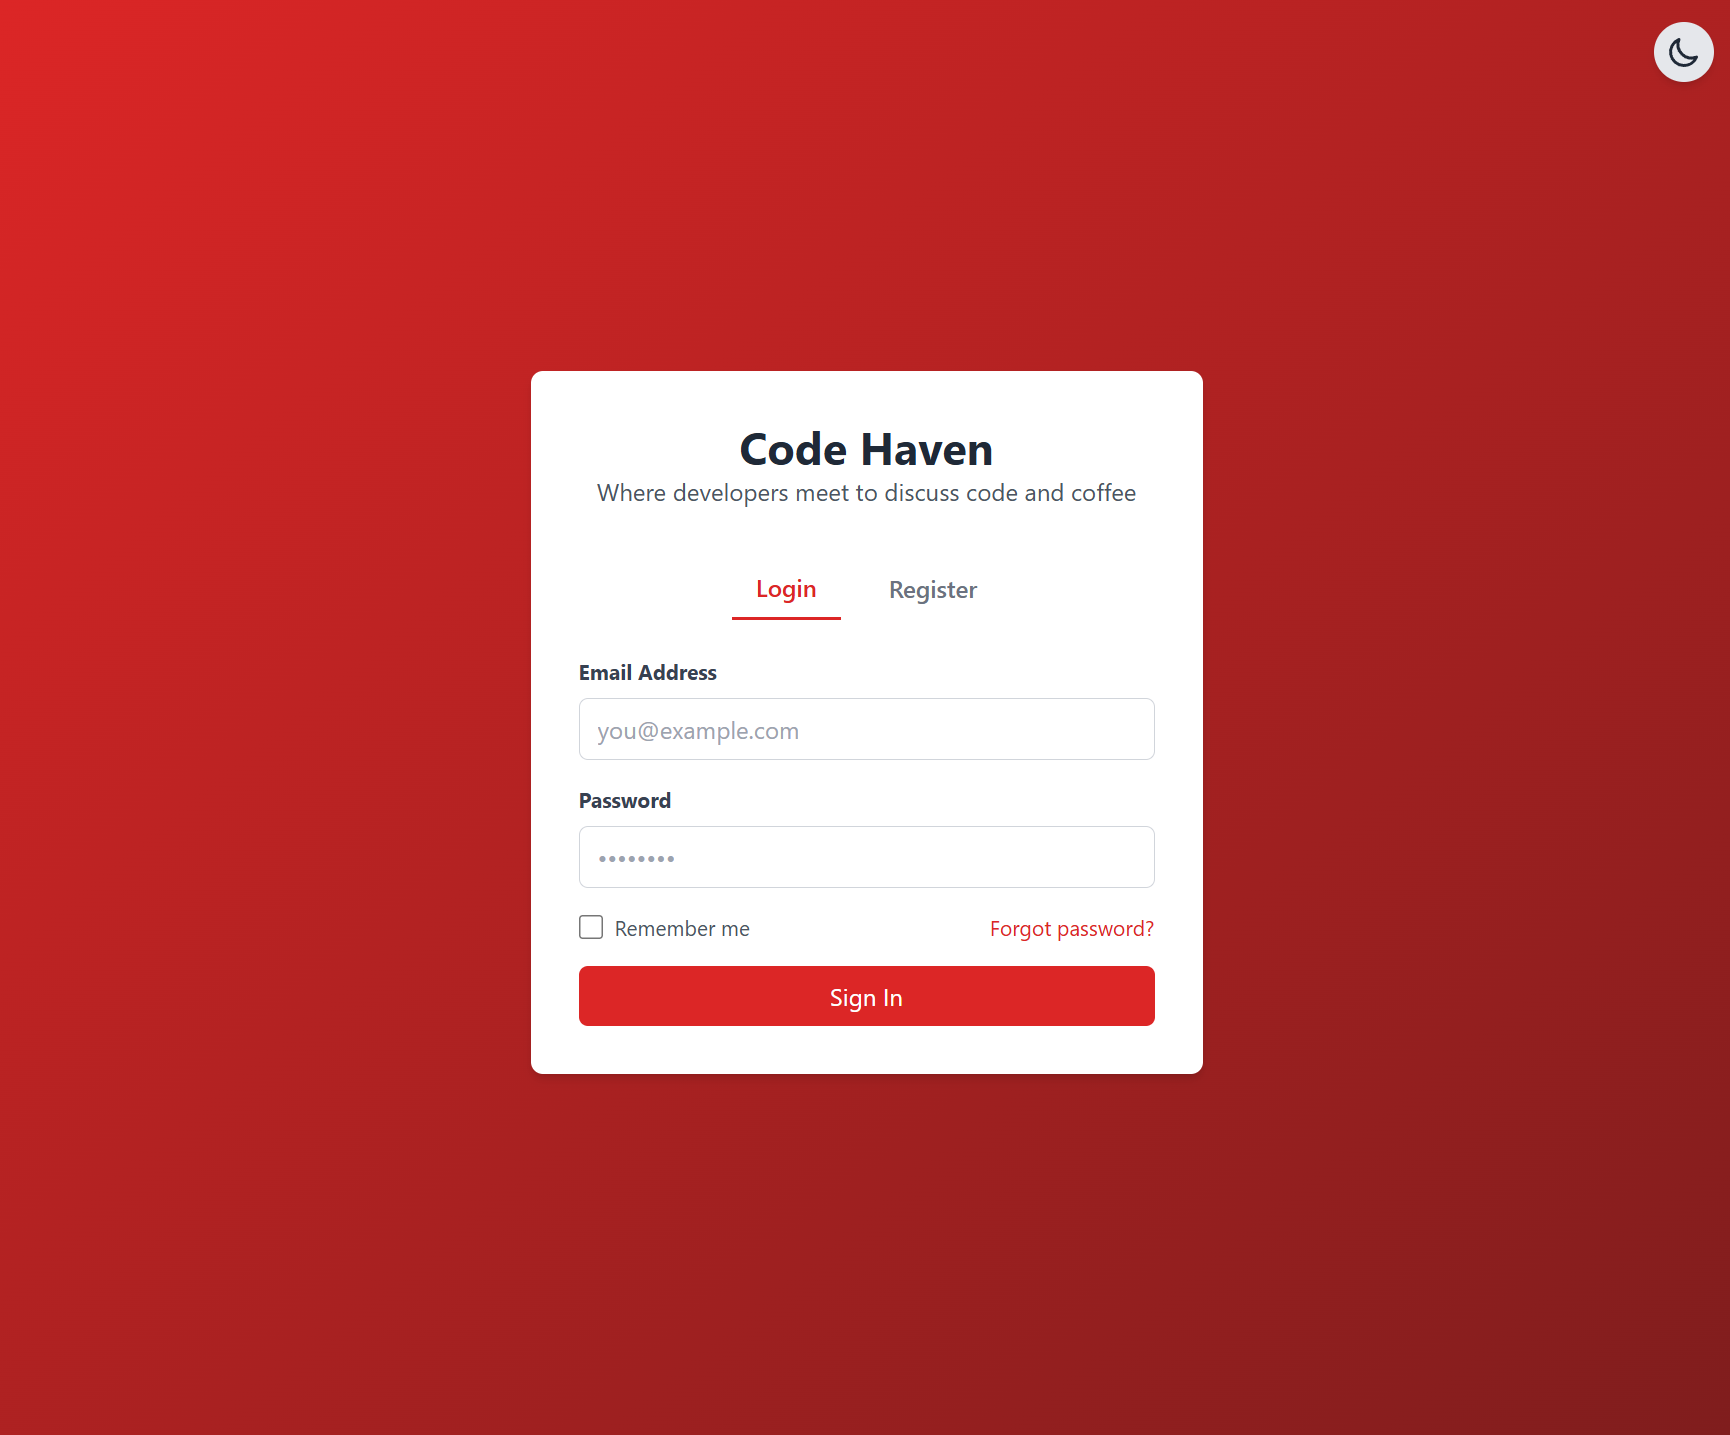 Code Haven
Where developers meet to discuss code and coffee
Login Register
Email Address
you@example.com
Password
••••••••
Remember me Forgot password?
Sign In